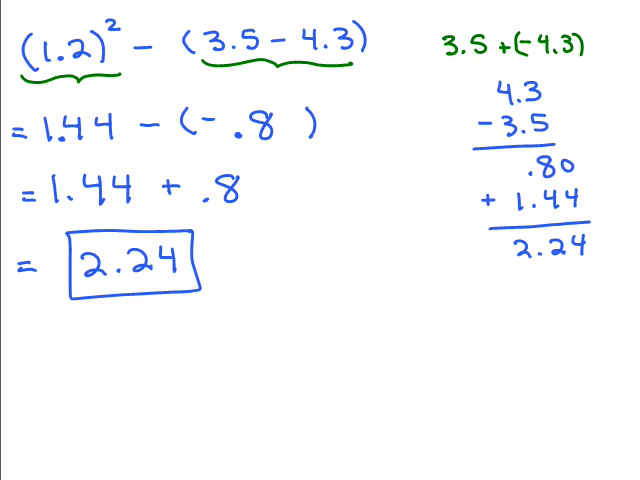 (1.2)² − (3.5 − 4.3)
= 1.44 − (− .8 )
= 1.44 + .8
= 2.24
3.5 + (−4.3)
4.3
− 3.5
.80
+ 1.44
2.24